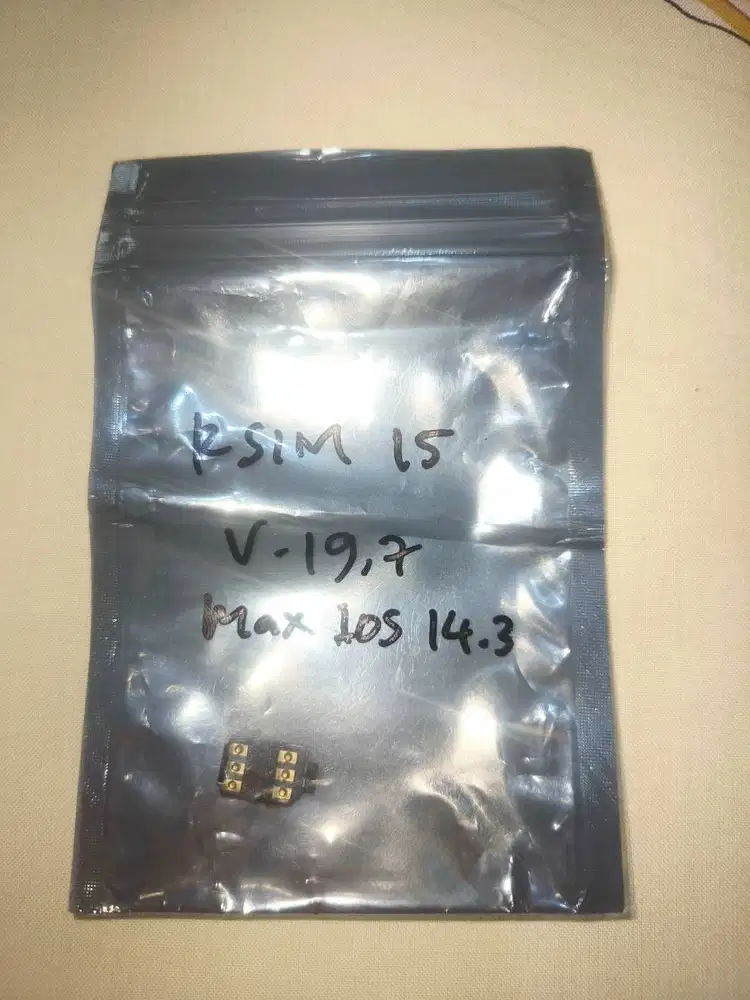 RSIM 15
V-19,7
Max IOS 14.3